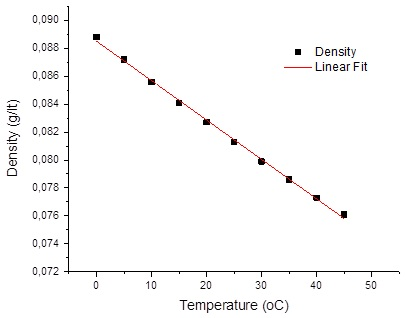 0,090
0,088
0,086
0,084
0,082
0,080
0,078
0,076
0,074
0,072
Density (g/lt)
Density
Linear Fit
0 10 20 30 40 50
Temperature (oC)